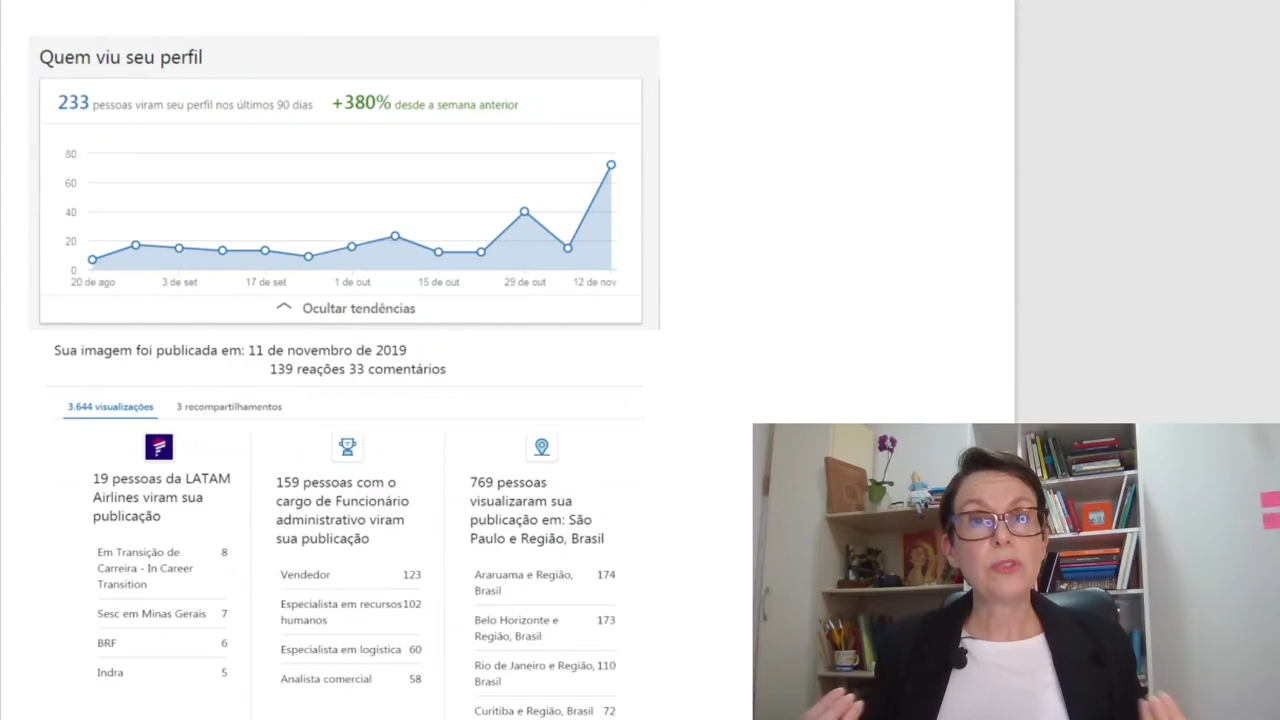 Quem viu seu perfil
233 pessoas viram seu perfil nos últimos 90 dias +380% desde a semana anterior
80
60
40
20
0
20 de ago 3 de set 17 de set 1 de out 15 de out 29 de out 12 de nov
Ocultar tendências
Sua imagem foi publicada em: 11 de novembro de 2019
139 reações 33 comentários
3.644 visualizações 3 recompartilhamentos
19 pessoas da LATAM
Airlines viram sua
publicação
Em Transição de 8
Carreira - In Career
Transition
Sesc em Minas Gerais 7
BRF 6
Indra 5
159 pessoas com o
cargo de Funcionário
administrativo viram
sua publicação
Vendedor 123
Especialista em recursos 102
humanos
Especialista em logística 60
Analista comercial 58
769 pessoas
visualizaram sua
publicação em: São
Paulo e Região, Brasil
Araruama e Região, 174
Brasil
Belo Horizonte e 173
Região, Brasil
Rio de Janeiro e Região, 110
Brasil
Curitiba e Região, Brasil 72